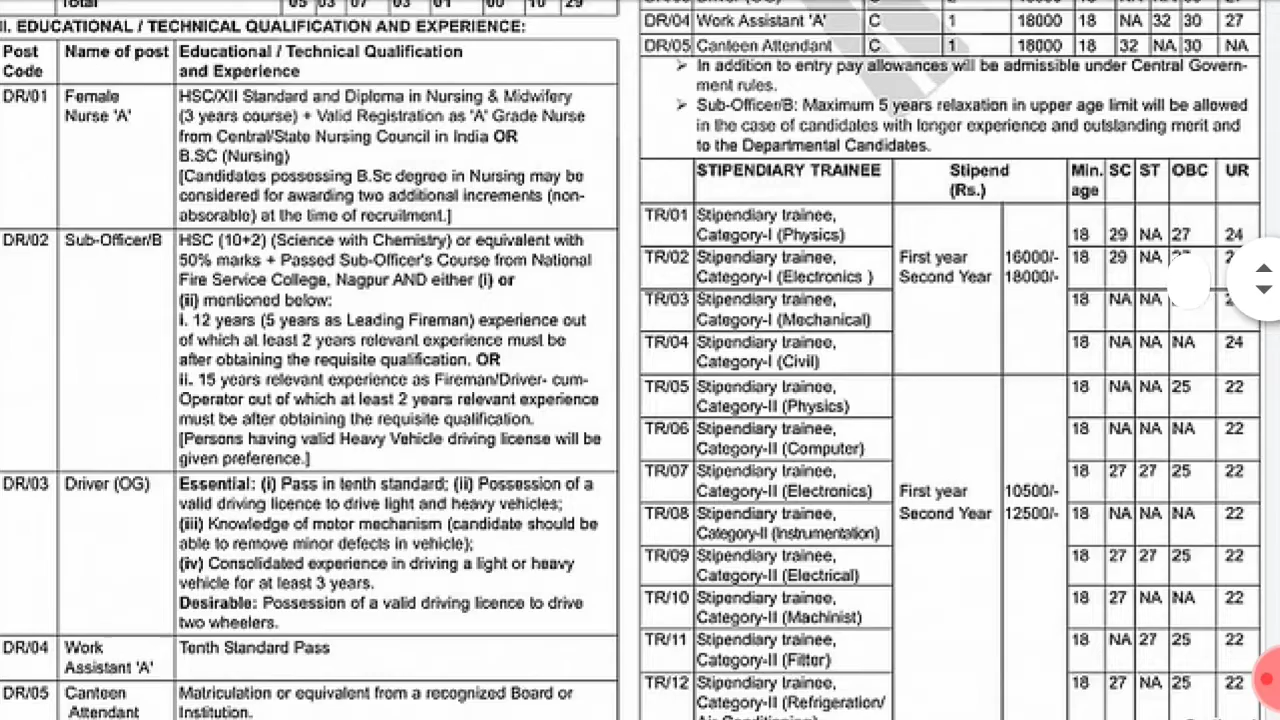 Total 05 03 07 03 01 00 10 29
II. EDUCATIONAL / TECHNICAL QUALIFICATION AND EXPERIENCE:
Post Code Name of post Educational / Technical Qualification
and Experience
DR/01 Female Nurse 'A' HSC/XII Standard and Diploma in Nursing & Midwifery
(3 years course) + Valid Registration as 'A' Grade Nurse
from Central/State Nursing Council in India OR
B.SC (Nursing)
[Candidates possessing B.Sc degree in Nursing may be
considered for awarding two additional increments (non-
absorable) at the time of recruitment.]
DR/02 Sub-Officer/B HSC (10+2) (Science with Chemistry) or equivalent with
50% marks + Passed Sub-Officer's Course from National
Fire Service College, Nagpur AND either (i) or
(ii) mentioned below:
i. 12 years (5 years as Leading Fireman) experience out
of which at least 2 years relevant experience must be
after obtaining the requisite qualification. OR
ii. 15 years relevant experience as Fireman/Driver- cum-
Operator out of which at least 2 years relevant experience
must be after obtaining the requisite qualification.
[Persons having valid Heavy Vehicle driving license will be
given preference.]
DR/03 Driver (OG) Essential: (i) Pass in tenth standard; (ii) Possession of a
valid driving licence to drive light and heavy vehicles;
(iii) Knowledge of motor mechanism (candidate should be
able to remove minor defects in vehicle);
(iv) Consolidated experience in driving a light or heavy
vehicle for at least 3 years.
Desirable: Possession of a valid driving licence to drive
two wheelers.
DR/04 Work Assistant 'A' Tenth Standard Pass
DR/05 Canteen Attendant Matriculation or equivalent from a recognized Board or
Institution.
DR/04 Work Assistant 'A' C 1 18000 18 NA 32 30 27
DR/05 Canteen Attendant C 1 18000 18 32 NA 30 NA
➢ In addition to entry pay allowances will be admissible under Central Govern-
ment rules.
➢ Sub-Officer/B: Maximum 5 years relaxation in upper age limit will be allowed
in the case of candidates with longer experience and outstanding merit and
to the Departmental Candidates.
STIPENDIARY TRAINEE Stipend (Rs.) Min. age SC ST OBC UR
TR/01 Stipendiary trainee,
Category-I (Physics) 18 29 NA 27 24
TR/02 Stipendiary trainee, First year 16000/- 18 29 NA
Category-I (Electronics ) Second Year 18000/-
TR/03 Stipendiary trainee, 18 NA NA
Category-I (Mechanical)
TR/04 Stipendiary trainee, 18 NA NA NA 24
Category-I (Civil)
TR/05 Stipendiary trainee, 18 NA NA 25 22
Category-II (Physics)
TR/06 Stipendiary trainee, 18 NA NA NA 22
Category-II (Computer)
TR/07 Stipendiary trainee, 18 27 27 25 22
Category-II (Electronics) First year 10500/-
TR/08 Stipendiary trainee, Second Year 12500/- 18 NA NA NA 22
Category-II (Instrumentation)
TR/09 Stipendiary trainee, 18 27 27 25 22
Category-II (Electrical)
TR/10 Stipendiary trainee, 18 27 NA NA 22
Category-II (Machinist)
TR/11 Stipendiary trainee, 18 NA 27 25 22
Category-II (Fitter)
TR/12 Stipendiary trainee, 18 27 NA 25 22
Category-II (Refrigeration/